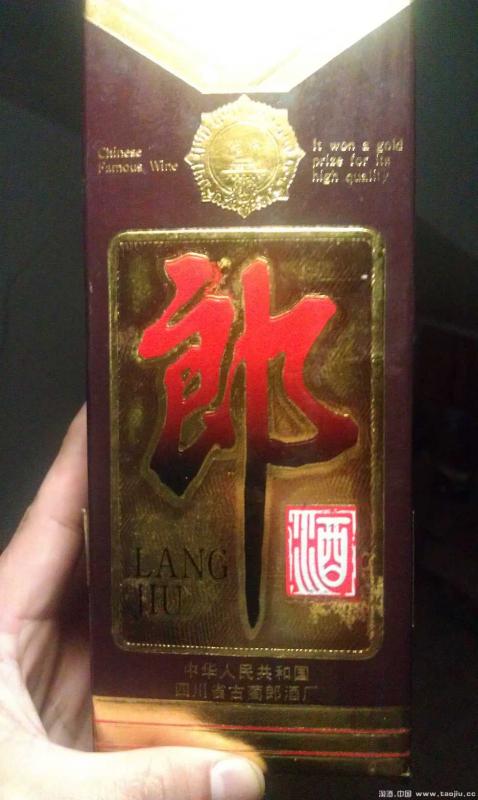 Chinese
Famous Wine
It won a gold
prize for its
high quality
郎
酒
LANG
JIU
中华人民共和国
四川省古蔺郎酒厂
淘酒.中国 www.taojiu.cc